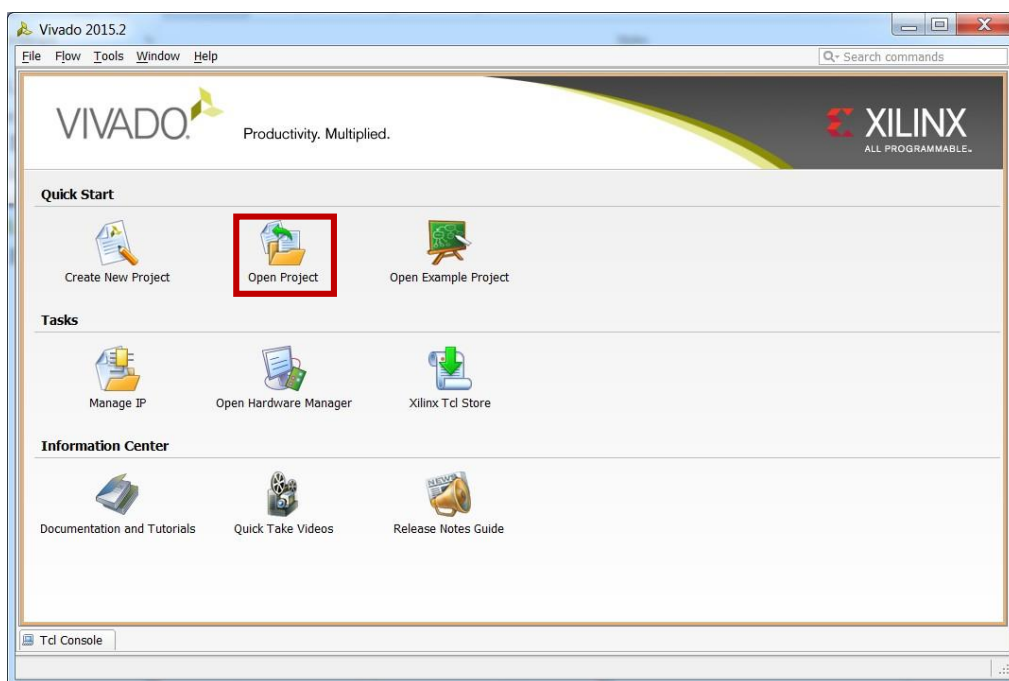 Vivado 2015.2
File Flow Tools Window Help
Search commands
VIVADO.
Productivity. Multiplied.
XILINX
ALL PROGRAMMABLE™
Quick Start
Create New Project Open Project Open Example Project
Tasks
Manage IP Open Hardware Manager Xilinx Tcl Store
Information Center
NEWS
Documentation and Tutorials Quick Take Videos Release Notes Guide
Tcl Console